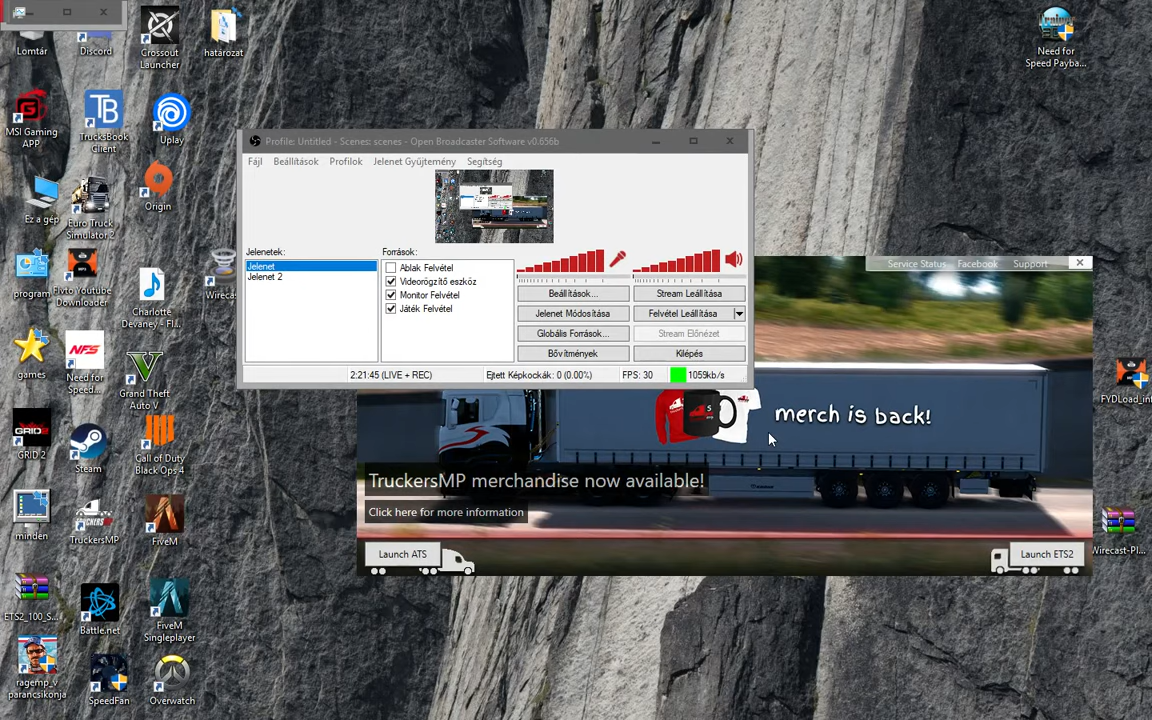 Lomtár
Discord
Crossout
Launcher
határozat
Need for
Speed Payba...
MSI Gaming
APP
TrucksBook
Client
Uplay
Ez a gép
Euro Truck
Simulator 2
Origin
program
Flvto Youtube
Downloader
Charlotte
Devaney - Fl...
Wirecas
games
Need for
Speed...
Grand Theft
Auto V
GRID 2
Steam
Call of Duty
Black Ops 4
minden
TruckersMP
FiveM
ETS2_100_S...
Battle.net
FiveM
Singleplayer
ragemp_v
parancsikonja
SpeedFan
Overwatch
Profile: Untitled - Scenes: scenes - Open Broadcaster Software v0.656b
Fájl Beállítások Profilok Jelenet Gyűjtemény Segítség
Jelenetek:
Jelenet
Jelenet 2
Források:
Ablak Felvétel
Videorögzítő eszköz
Monitor Felvétel
Játék Felvétel
Beállítások...
Stream Leállítása
Jelenet Módosítása
Felvétel Leállítása
Globális Források...
Stream Előnézet
Bővítmények
Kilépés
2:21:45 (LIVE + REC)
Ejtett Képkockák: 0 (0.00%)
FPS: 30
1059kb/s
Service Status Facebook Support
merch is back!
TruckersMP merchandise now available!
Click here for more information
Launch ATS
Launch ETS2
FYDLoad_inf
Wirecast-Pl...